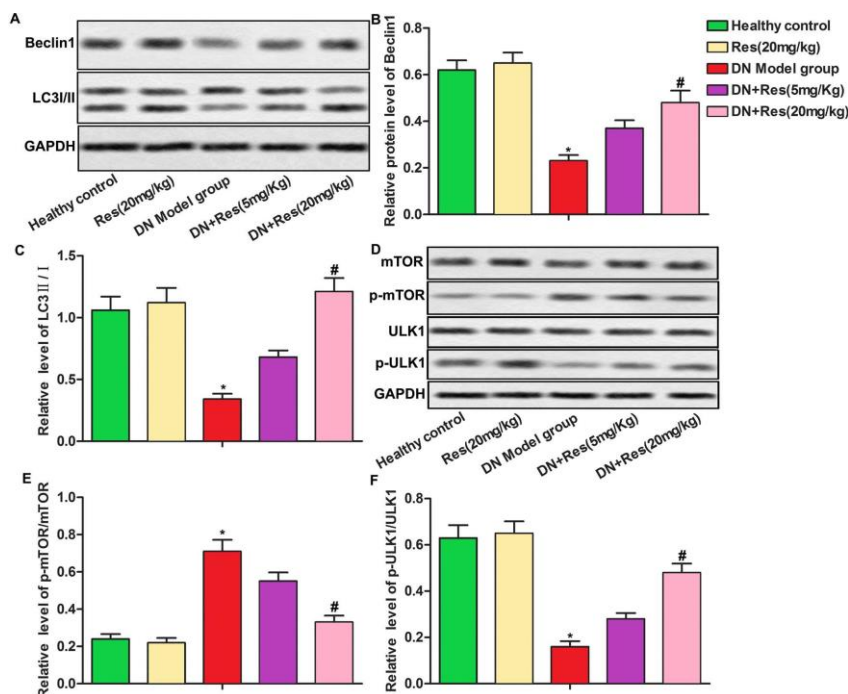 A
Beclin1
LC3I/II
GAPDH
Healthy control
Res(20mg/kg)
DN Model group
DN+Res(5mg/Kg)
DN+Res(20mg/kg)
B
Relative protein level of Beclin1
0.8
0.6
0.4
0.2
0.0
*
#
Healthy control
Res(20mg/kg)
DN Model group
DN+Res(5mg/Kg)
DN+Res(20mg/kg)
C
Relative level of LC3 II / I
1.5
1.0
0.5
0.0
*
#
D
mTOR
p-mTOR
ULK1
p-ULK1
GAPDH
Healthy control
Res(20mg/kg)
DN Model group
DN+Res(5mg/Kg)
DN+Res(20mg/kg)
E
Relative level of p-mTOR/mTOR
1.0
0.8
0.6
0.4
0.2
0.0
*
#
F
Relative level of p-ULK1/ULK1
0.8
0.6
0.4
0.2
0.0
*
#